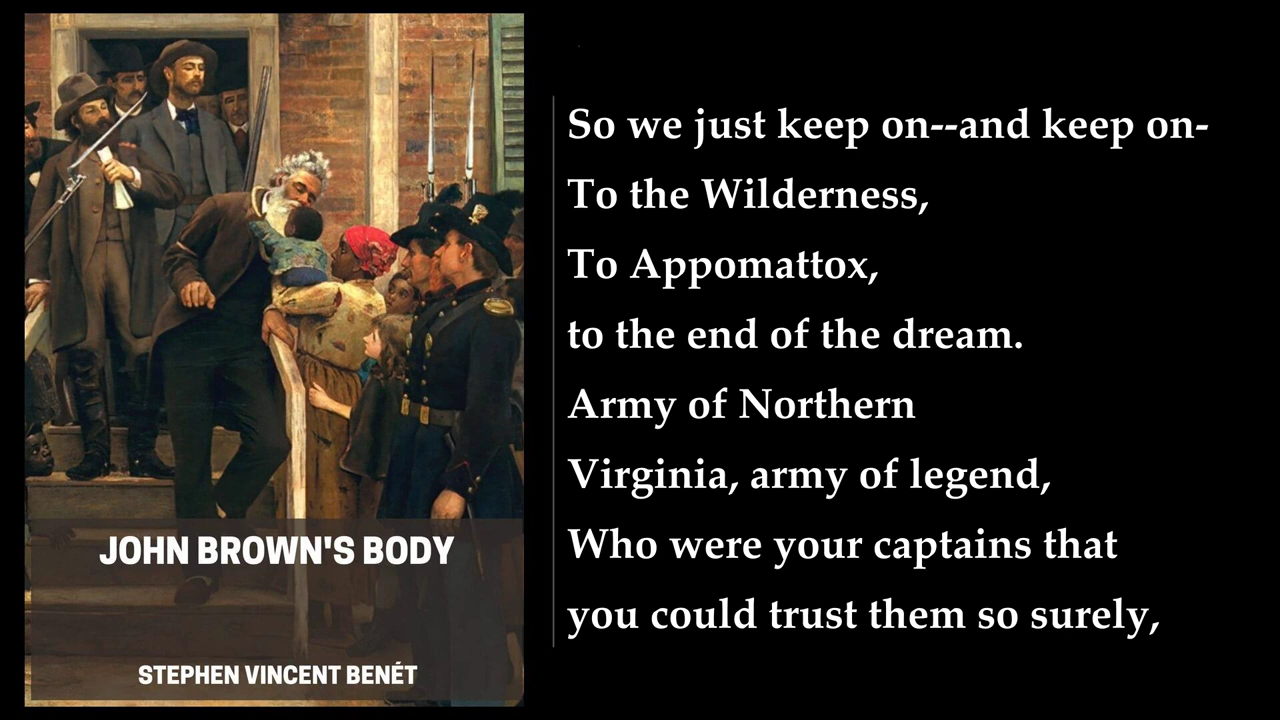 JOHN BROWN'S BODY
STEPHEN VINCENT BENÉT
So we just keep on--and keep on-
To the Wilderness,
To Appomattox,
to the end of the dream.
Army of Northern
Virginia, army of legend,
Who were your captains that
you could trust them so surely,